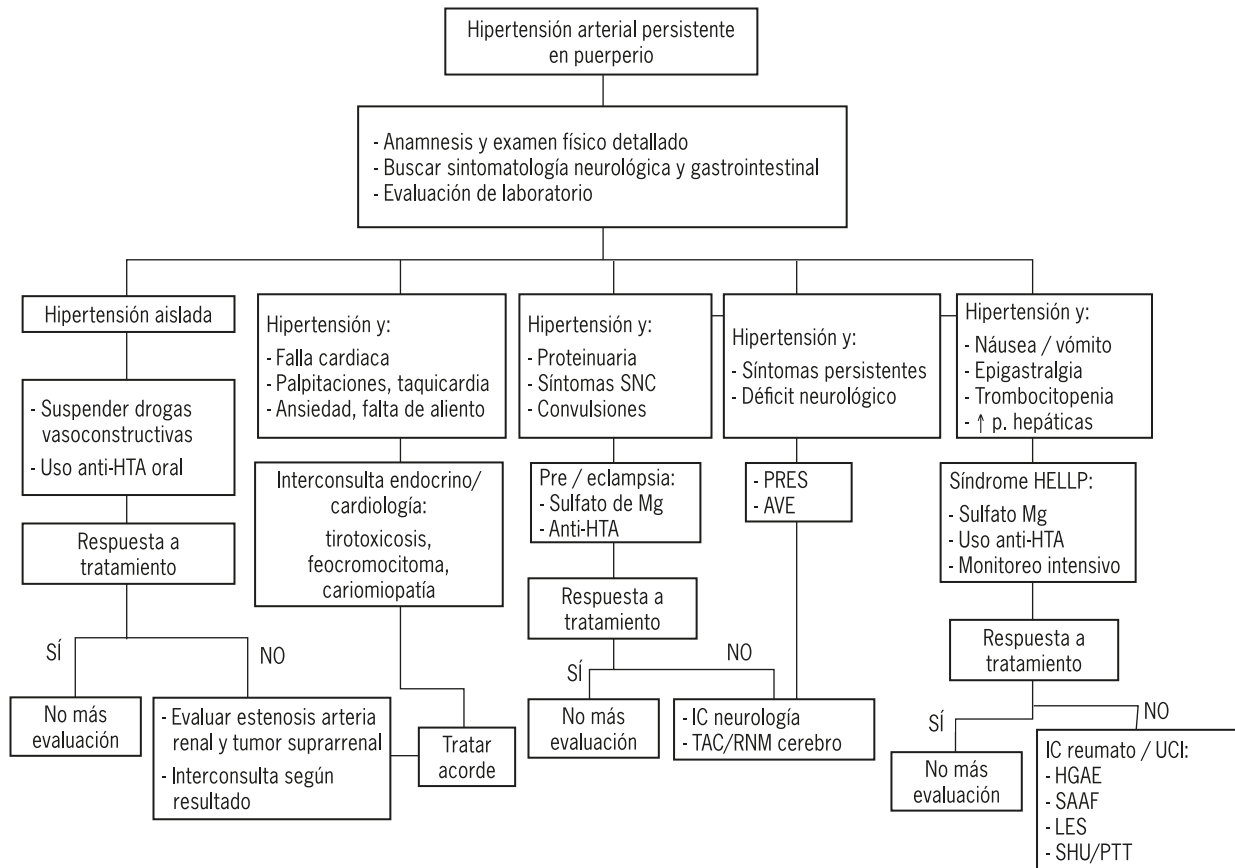 Hipertensión arterial persistente
en puerperio
- Anamnesis y examen físico detallado
- Buscar sintomatología neurológica y gastrointestinal
- Evaluación de laboratorio
Hipertensión aislada
- Suspender drogas
vasoconstructivas
- Uso anti-HTA oral
Respuesta a
tratamiento
SÍ
NO
No más
evaluación
- Evaluar estenosis arteria
renal y tumor suprarrenal
- Interconsulta según
resultado
Hipertensión y:
- Falla cardiaca
- Palpitaciones, taquicardia
- Ansiedad, falta de aliento
Interconsulta endocrino/
cardiología:
tirotoxicosis,
feocromocitoma,
cariomiopatía
Tratar
acorde
Hipertensión y:
- Proteinuaria
- Síntomas SNC
- Convulsiones
Pre / eclampsia:
- Sulfato de Mg
- Anti-HTA
Respuesta a
tratamiento
SÍ
NO
No más
evaluación
- IC neurología
- TAC/RNM cerebro
Hipertensión y:
- Síntomas persistentes
- Déficit neurológico
- PRES
- AVE
Hipertensión y:
- Náusea / vómito
- Epigastralgia
- Trombocitopenia
- ↑ p. hepáticas
Síndrome HELLP:
- Sulfato Mg
- Uso anti-HTA
- Monitoreo intensivo
Respuesta a
tratamiento
SÍ
NO
No más
evaluación
IC reumato / UCI:
- HGAE
- SAAF
- LES
- SHU/PTT